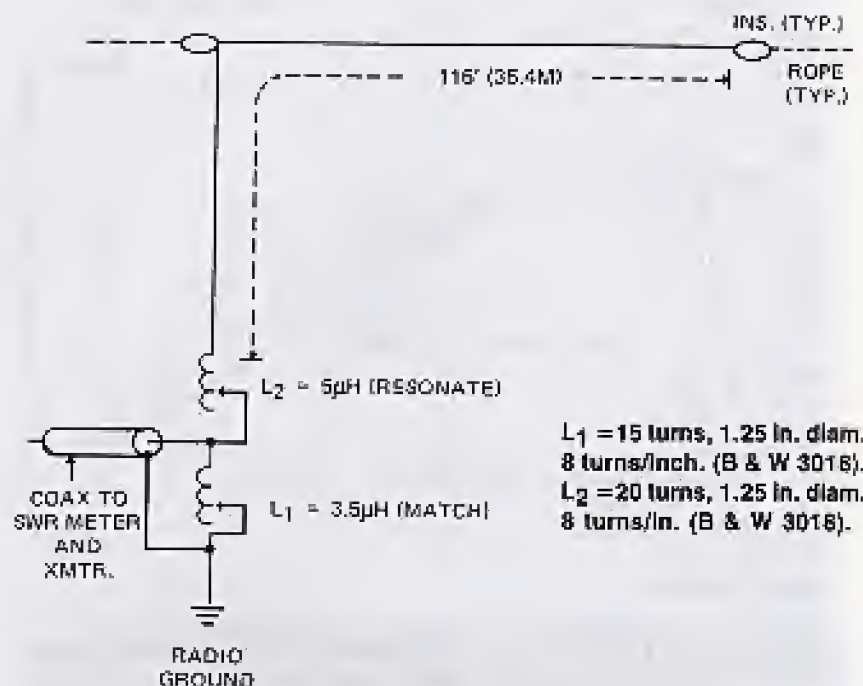 INS. (TYP.)
ROPE
(TYP.)
116' (35.4M)
L2 = 5µH (RESONATE)
COAX TO
SWR METER
AND
XMTR.
L1 = 3.5µH (MATCH)
RADIO
GROUND
L1 = 15 turns, 1.25 in. diam.
8 turns/inch. (B & W 3016).
L2 = 20 turns, 1.25 in. diam.
8 turns/in. (B & W 3016).